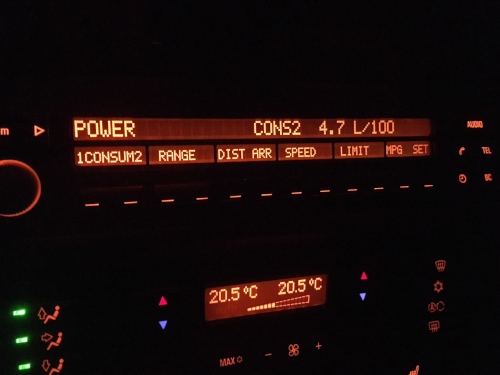 POWER CONS2 4.7 L/100 AUDIO
m
1CONSUM2 RANGE DIST ARR SPEED LIMIT MPG SET
TEL
BC
20.5°C 20.5°C
MAX
- +